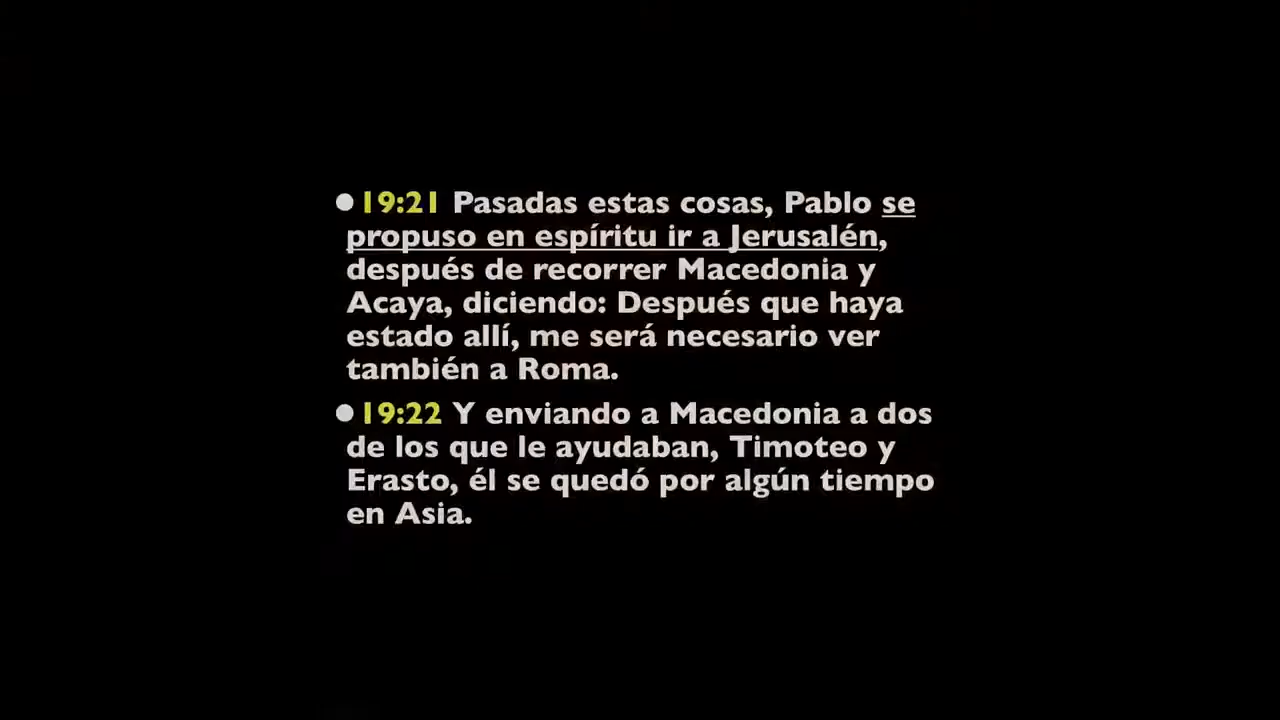 ●19:21 Pasadas estas cosas, Pablo se
propuso en espíritu ir a Jerusalén,
después de recorrer Macedonia y
Acaya, diciendo: Después que haya
estado allí, me será necesario ver
también a Roma.
●19:22 Y enviando a Macedonia a dos
de los que le ayudaban, Timoteo y
Erasto, él se quedó por algún tiempo
en Asia.